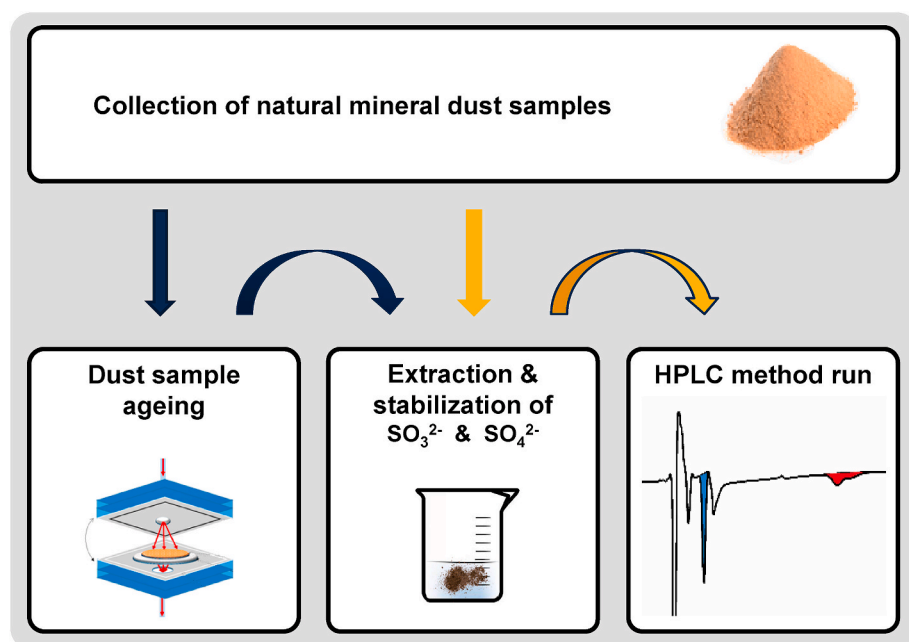 Collection of natural mineral dust samples
Dust sample
ageing
Extraction &
stabilization of
SO₃²⁻ & SO₄²⁻
HPLC method run